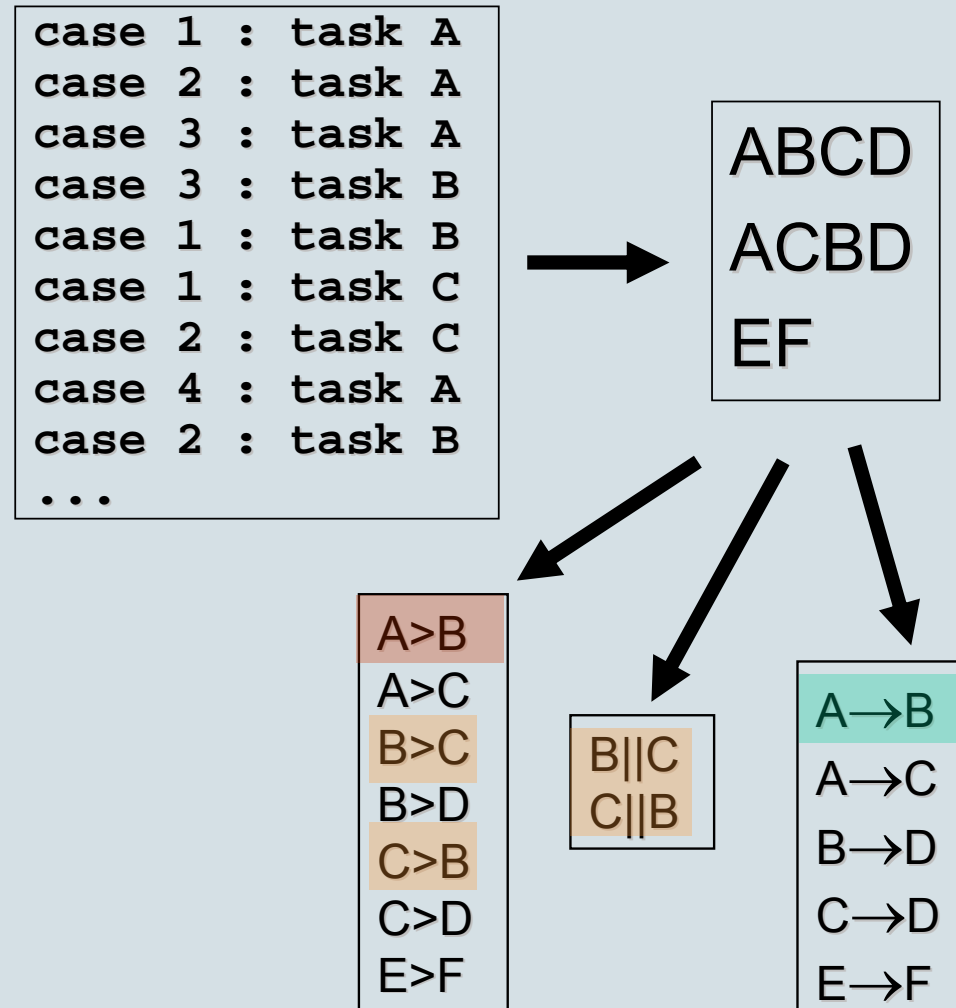 case 1 : task A
case 2 : task A
case 3 : task A
case 3 : task B
case 1 : task B
case 1 : task C
case 2 : task C
case 4 : task A
case 2 : task B
...
ABCD
ACBD
EF
A>B
A>C
B>C
B>D
C>B
C>D
E>F
B||C
C||B
A→B
A→C
B→D
C→D
E→F